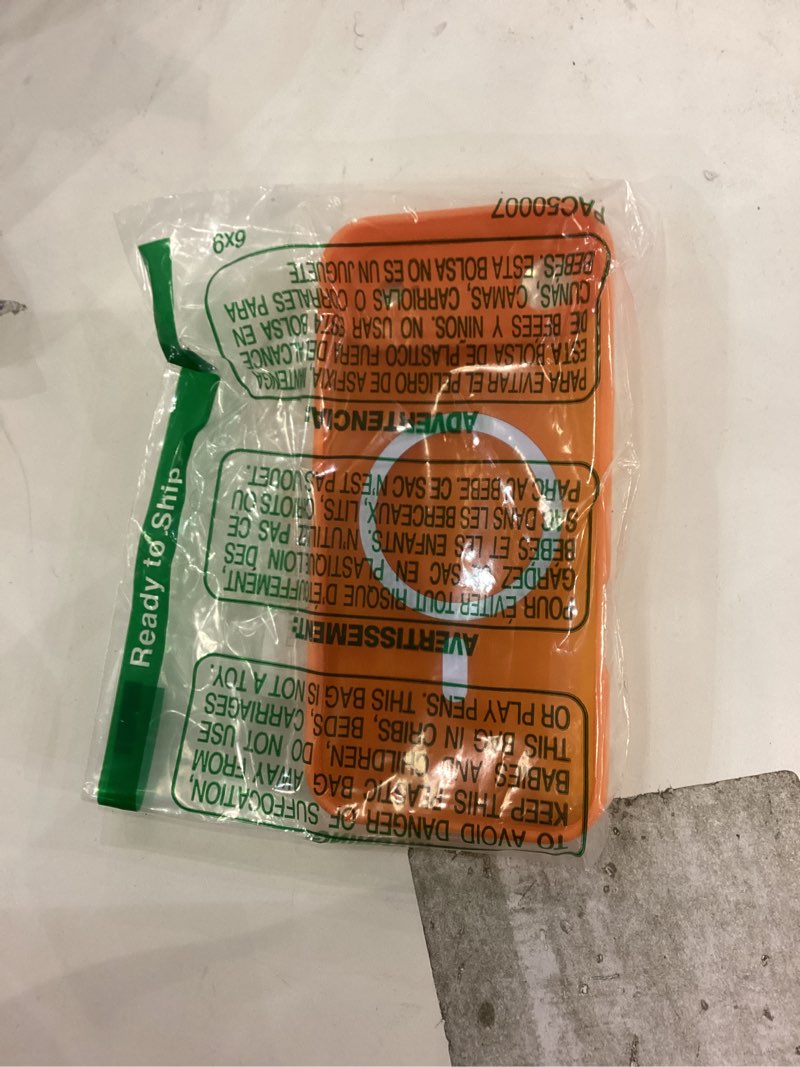 TO AVOID DANGER OF SUFFOCATION,
KEEP THIS PLASTIC BAG AWAY FROM
BABIES AND CHILDREN. DO NOT USE
THIS BAG IN CRIBS, BEDS, CARRIAGES
OR PLAY PENS. THIS BAG IS NOT A TOY.
AVERTISSEMENT:
POUR ÉVITER TOUT RISQUE D'ÉTOUFFEMENT,
GARDEZ CE SAC EN PLASTIQUE LOIN DES
BÉBÉS ET LES ENFANTS. N'UTILIZ PAS CE
SAC DANS LES BERCEAUX, LITS, CHARIOTS OU
PARC AU BEBE. CE SAC N'EST PAS JOUET.
ADVERTENCIA:
PARA EVITAR EL PELIGRO DE ASFIXIA MANTENGA
ESTA BOLSA DE PLASTICO FUERA DE ALCANCE
DE BEBES Y NINOS. NO USAR ESTA BOLSA EN
CUNAS, CAMAS, CARRIOLAS O CORRALES PARA
BEBES. ESTA BOLSA NO ES UN JUGUETE
PAC50007
6x9
Ready to Ship